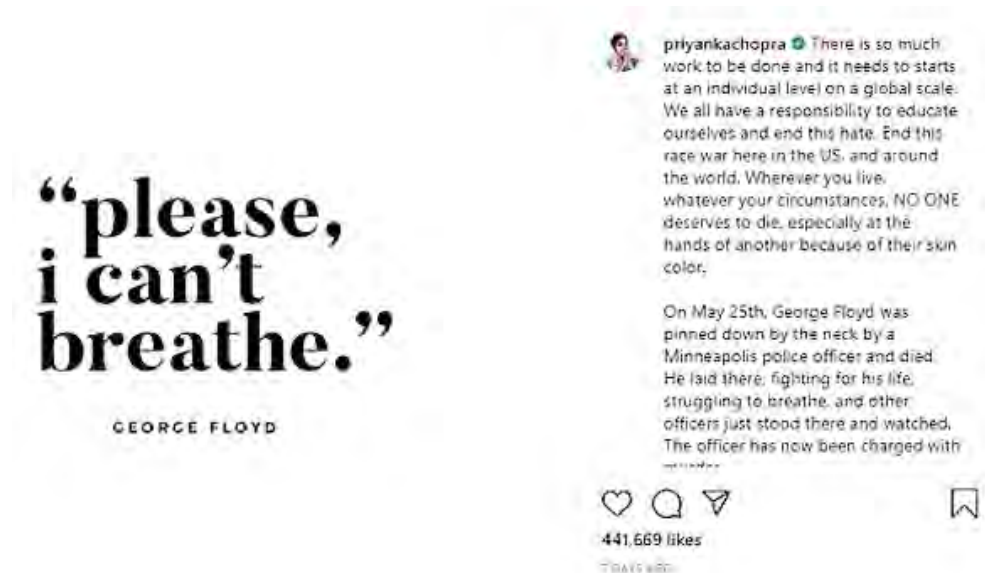 “please,
i can’t
breathe.”
GEORGE FLOYD
priyankachopra There is so much
work to be done and it needs to starts
at an individual level on a global scale.
We all have a responsibility to educate
ourselves and end this hate. End this
race war here in the US, and around
the world. Wherever you live,
whatever your circumstances, NO ONE
deserves to die, especially at the
hands of another because of their skin
color.
On May 25th, George Floyd was
pinned down by the neck by a
Minneapolis police officer and died.
He laid there, fighting for his life,
struggling to breathe, and other
officers just stood there and watched.
The officer has now been charged with
441,669 likes
7 DAYS AGO